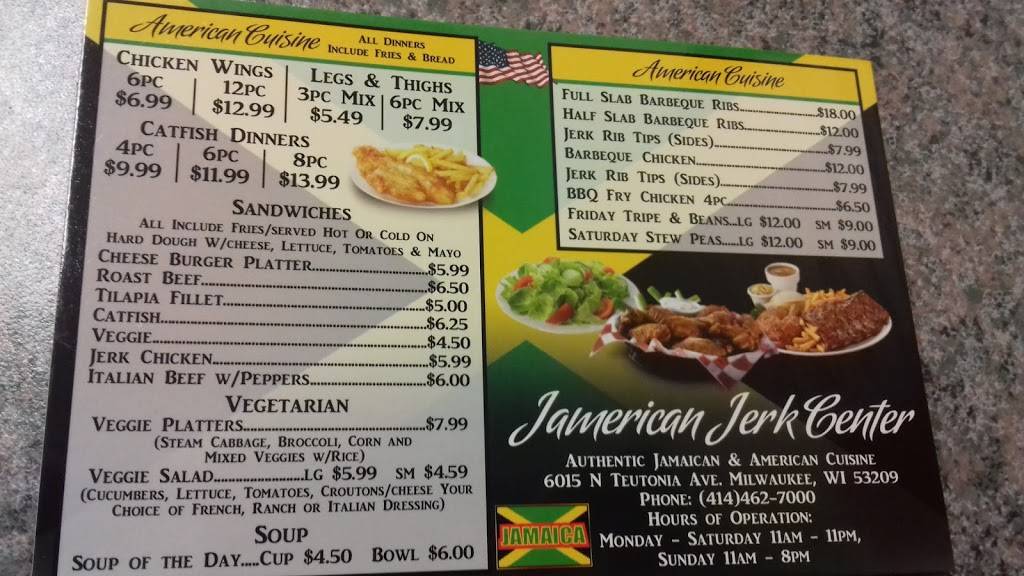 American Cuisine
All Dinners
Include Fries & Bread
Chicken Wings
6pc 12pc
$6.99 $12.99
Legs & Thighs
3pc Mix 6pc Mix
$5.49 $7.99
Catfish Dinners
4pc 6pc 8pc
$9.99 $11.99 $13.99
Sandwiches
All Include Fries/served Hot Or Cold On
Hard Dough W/cheese, Lettuce, Tomatoes & Mayo
Cheese Burger Platter....................$5.99
Roast Beef....................$6.50
Tilapia Fillet....................$5.00
Catfish....................$6.25
Veggie....................$4.50
Jerk Chicken....................$5.99
Italian Beef w/Peppers....................$6.00
Vegetarian
Veggie Platters....................$7.99
(Steam Cabbage, Broccoli, Corn and
Mixed Veggies w/Rice)
Veggie Salad....................LG $5.99 SM $4.59
(Cucumbers, Lettuce, Tomatoes, Croutons/cheese Your
Choice of French, Ranch or Italian Dressing)
Soup
Soup of the Day.....Cup $4.50 Bowl $6.00
American Cuisine
Full Slab Barbeque Ribs....................$18.00
Half Slab Barbeque Ribs....................$12.00
Jerk Rib Tips (Sides)....................$7.99
Barbeque Chicken....................$12.00
Jerk Rib Tips (Sides)....................$7.99
BBQ Fry Chicken 4pc....................$6.50
Friday Tripe & Beans...LG $12.00 SM $9.00
Saturday Stew Peas.....LG $12.00 SM $9.00
Jamerican Jerk Center
Authentic Jamaican & American Cuisine
6015 N Teutonia Ave. Milwaukee, WI 53209
Phone: (414)462-7000
Hours of Operation:
Monday - Saturday 11am - 11pm,
Sunday 11am - 8pm
JAMAICA